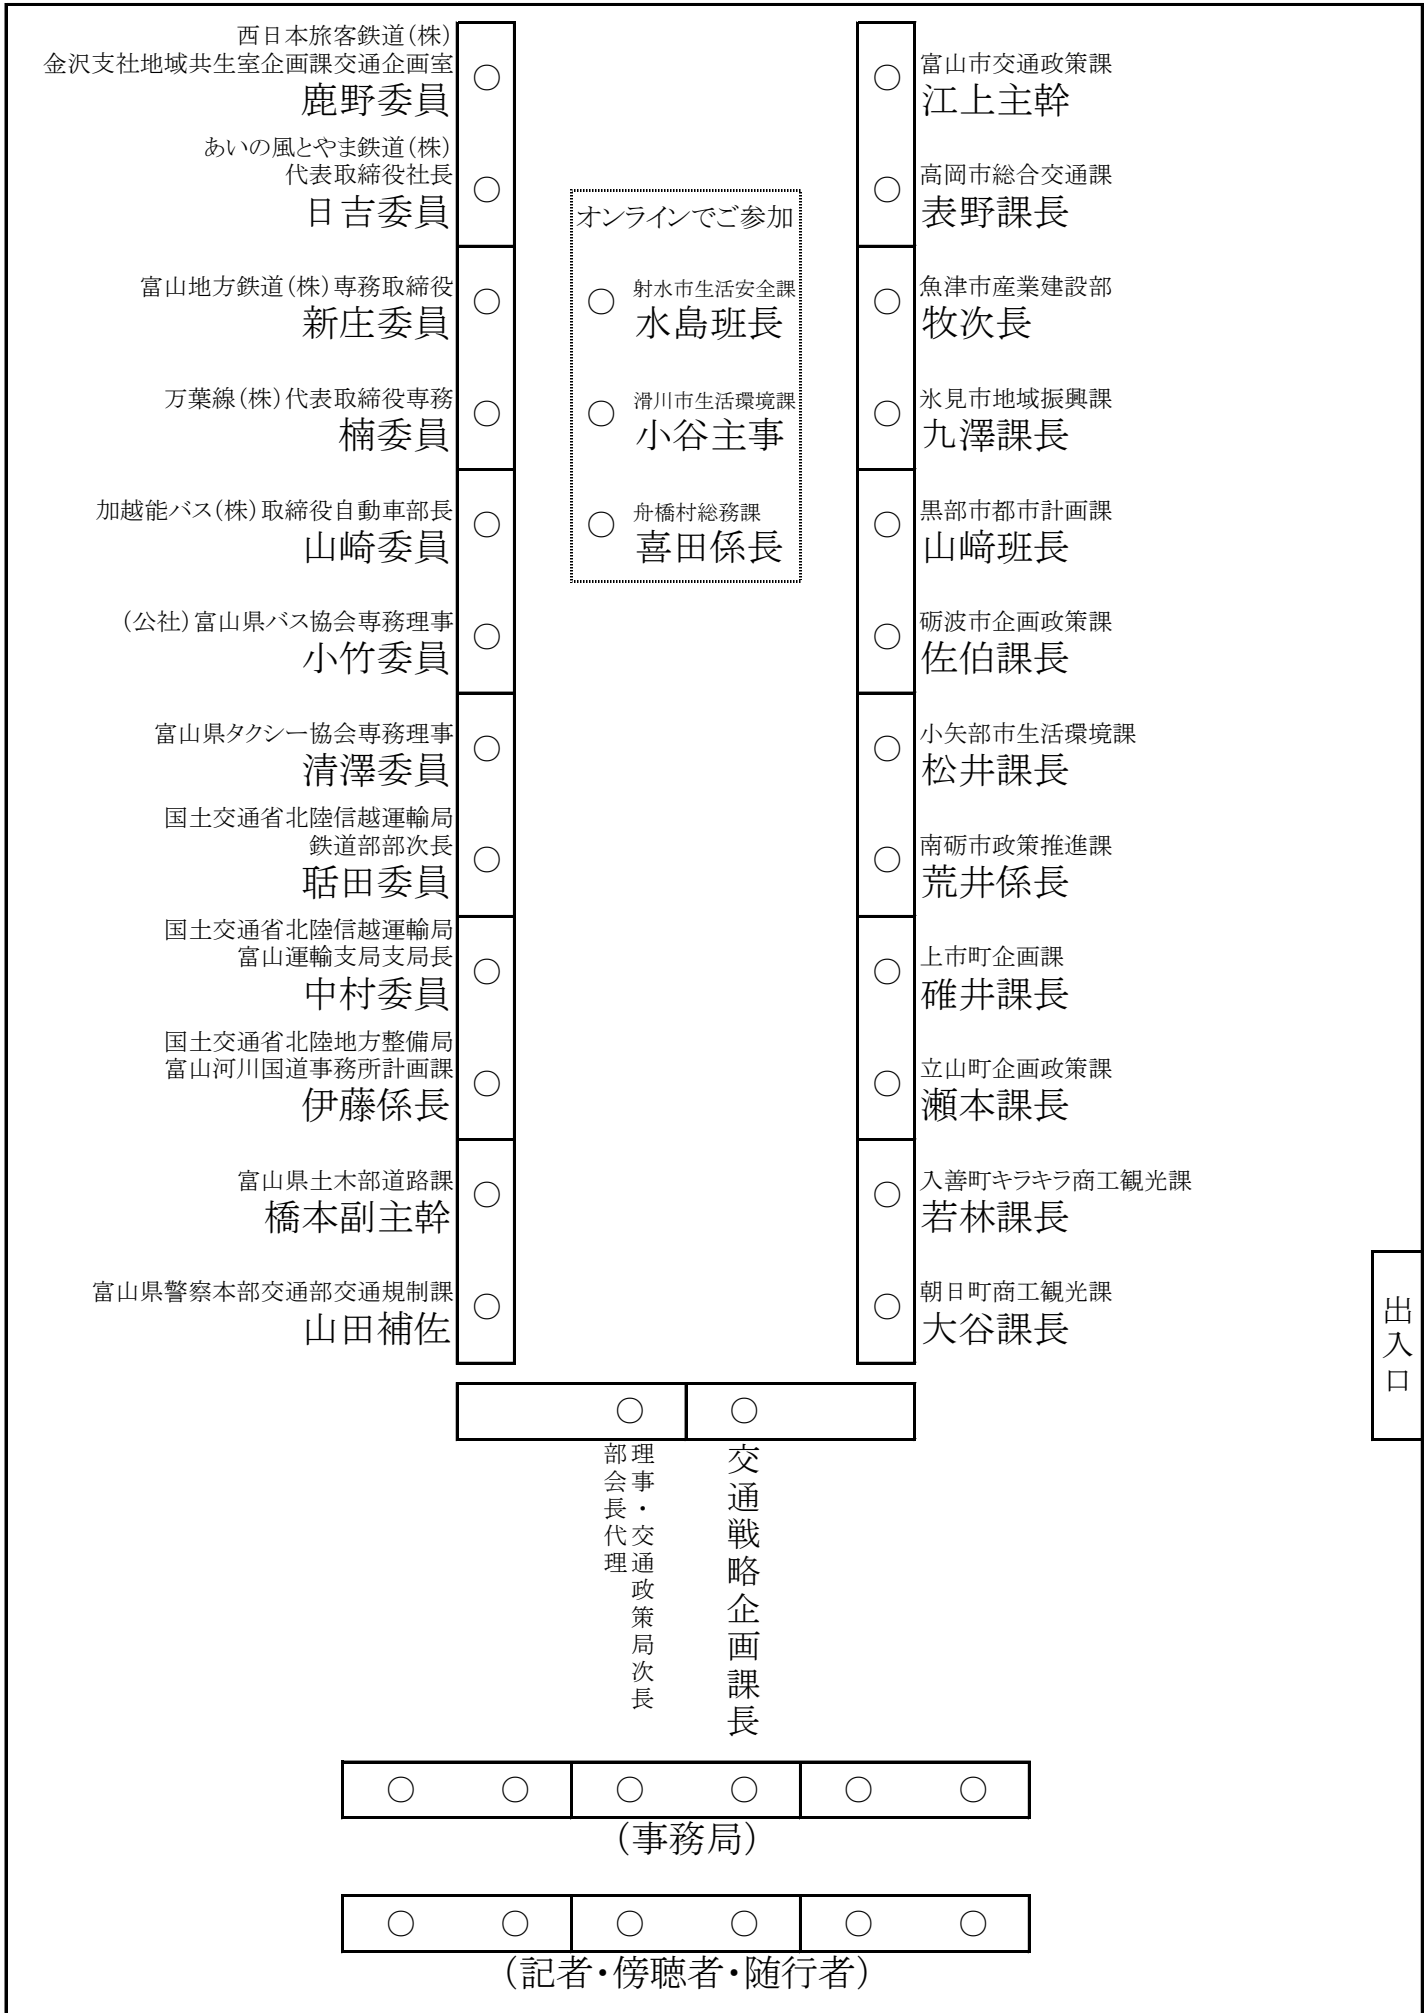 西日本旅客鉄道(株)
金沢支社地域共生室企画課交通企画室
鹿野委員
あいの風とやま鉄道(株)
代表取締役社長
日吉委員
富山地方鉄道(株)専務取締役
新庄委員
万葉線(株)代表取締役専務
楠委員
加越能バス(株)取締役自動車部長
山崎委員
(公社)富山県バス協会専務理事
小竹委員
富山県タクシー協会専務理事
清澤委員
国土交通省北陸信越運輸局
鉄道部部次長
聒田委員
国土交通省北陸信越運輸局
富山運輸支局支局長
中村委員
国土交通省北陸地方整備局
富山河川国道事務所計画課
伊藤係長
富山県土木部道路課
橋本副主幹
富山県警察本部交通部交通規制課
山田補佐
オンラインでご参加
射水市生活安全課
水島班長
滑川市生活環境課
小谷主事
舟橋村総務課
喜田係長
富山市交通政策課
江上主幹
高岡市総合交通課
表野課長
魚津市産業建設部
牧次長
氷見市地域振興課
九澤課長
黒部市都市計画課
山﨑班長
砺波市企画政策課
佐伯課長
小矢部市生活環境課
松井課長
南砺市政策推進課
荒井係長
上市町企画課
碓井課長
立山町企画政策課
瀬本課長
入善町キラキラ商工観光課
若林課長
朝日町商工観光課
大谷課長
出入口
理事・交通政策局次長
部会長代理
交通戦略企画課長
(事務局)
(記者・傍聴者・随行者)